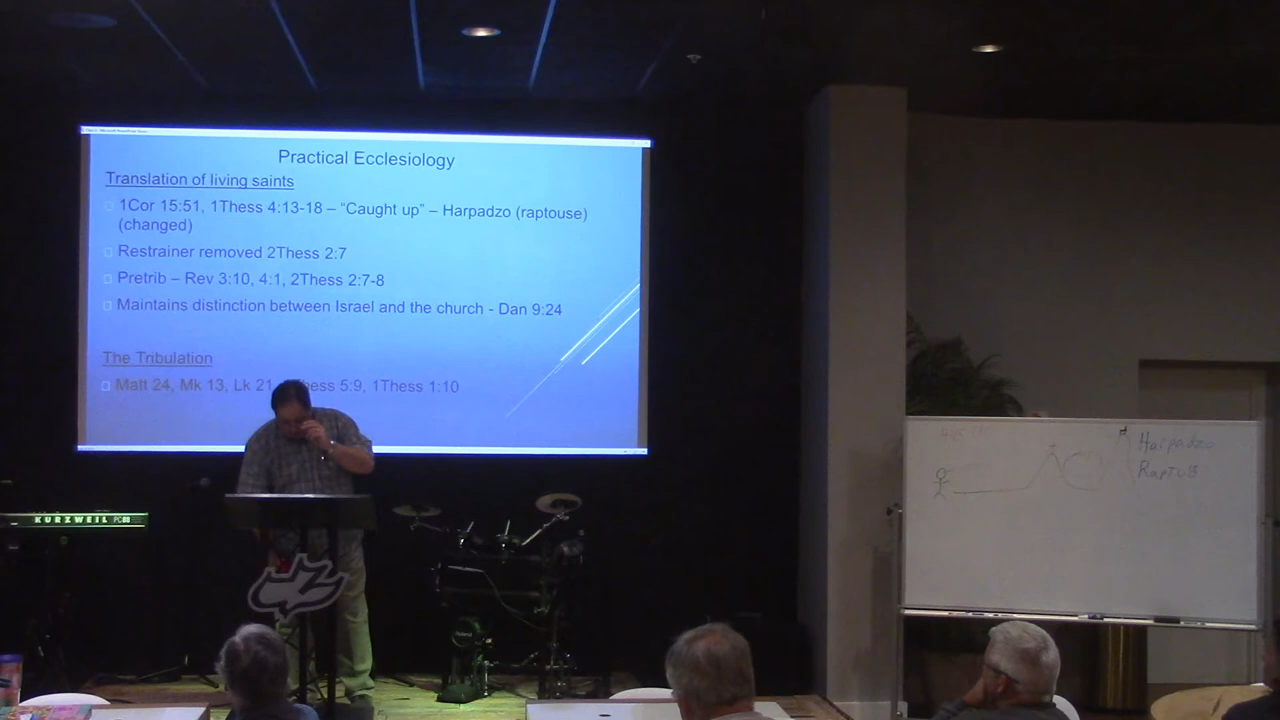 Practical Ecclesiology
Translation of living saints
1Cor 15:51, 1Thess 4:13-18 – “Caught up” – Harpadzo (raptouse)
(changed)
Restrainer removed 2Thess 2:7
Pretrib – Rev 3:10, 4:1, 2Thess 2:7-8
Maintains distinction between Israel and the church - Dan 9:24
The Tribulation
Matt 24, Mk 13, Lk 21 Thess 5:9, 1Thess 1:10
Harpadzo
KURZWEIL PC88
Roland